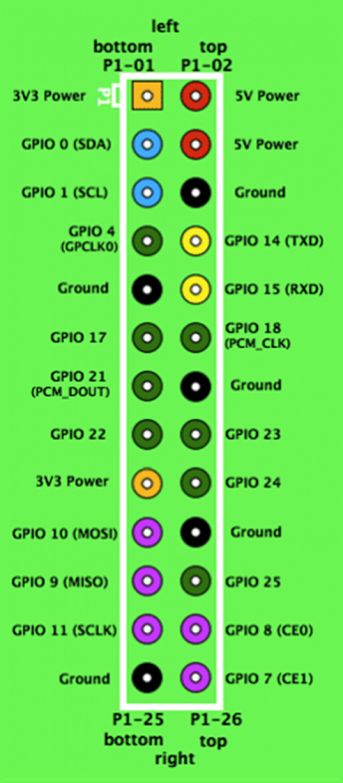 left
bottom top
P1-01 P1-02
3V3 Power P1 5V Power
GPIO 0 (SDA) 5V Power
GPIO 1 (SCL) Ground
GPIO 4
(GPCLK0)
GPIO 14 (TXD)
Ground GPIO 15 (RXD)
GPIO 17
GPIO 18
(PCM_CLK)
GPIO 21
(PCM_DOUT)
Ground
GPIO 22 GPIO 23
3V3 Power GPIO 24
GPIO 10 (MOSI) Ground
GPIO 9 (MISO) GPIO 25
GPIO 11 (SCLK) GPIO 8 (CE0)
Ground GPIO 7 (CE1)
P1-25 P1-26
bottom top
right